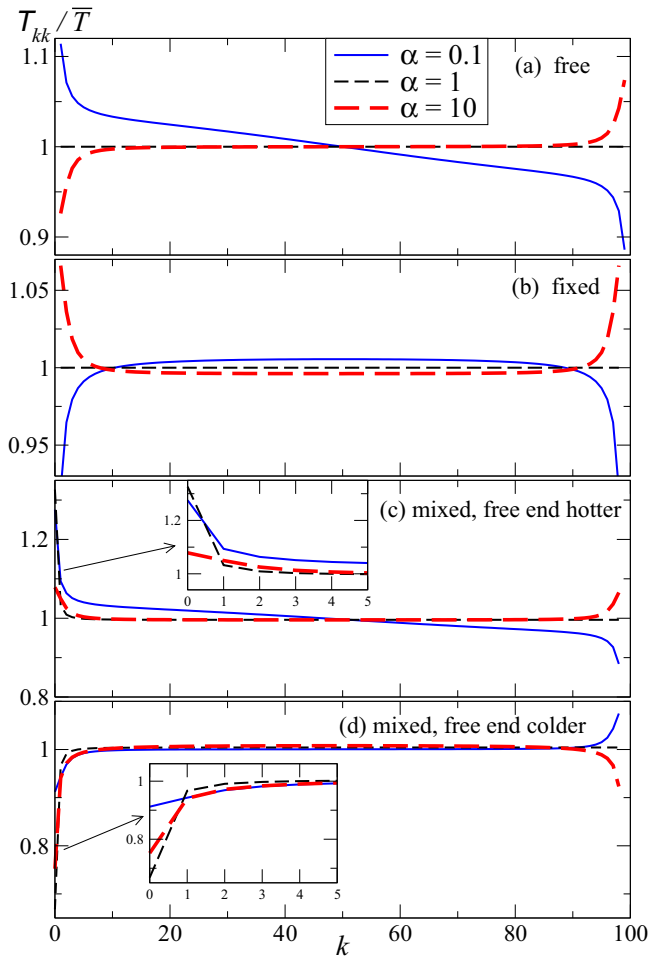 T_kk / T̅
α = 0.1
α = 1
α = 10
(a) free
1.1
1
0.9
(b) fixed
1.05
1
0.95
(c) mixed, free end hotter
1.2
1
0.8
1.2
1
0 1 2 3 4 5
(d) mixed, free end colder
1
0.8
1
0.8
0 1 2 3 4 5
0 20 40 60 80 100
k